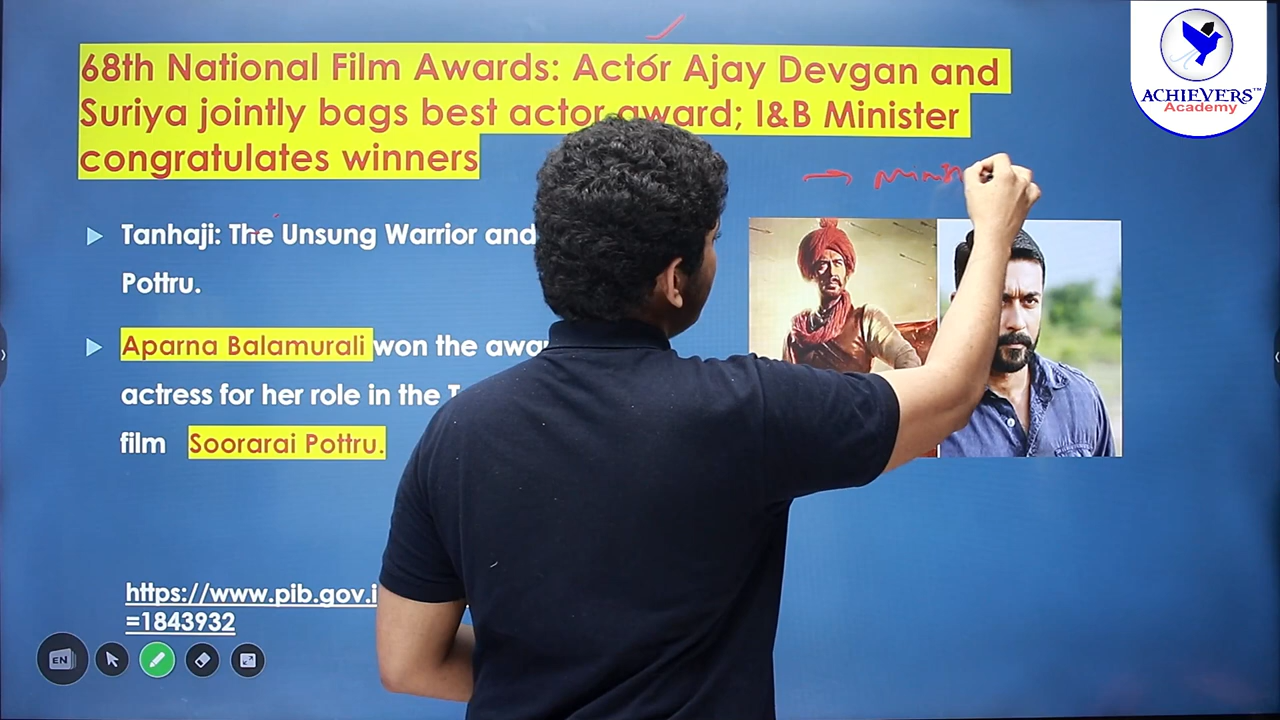 68th National Film Awards: Actor Ajay Devgan and
Suriya jointly bags best actor award; I&B Minister
congratulates winners
Tanhaji: The Unsung Warrior and
Pottru.
Aparna Balamurali won the
actress for her role in the
film Soorarai Pottru.
https://www.pib.gov.i
=1843932
EN
ACHIEVERS™
Academy